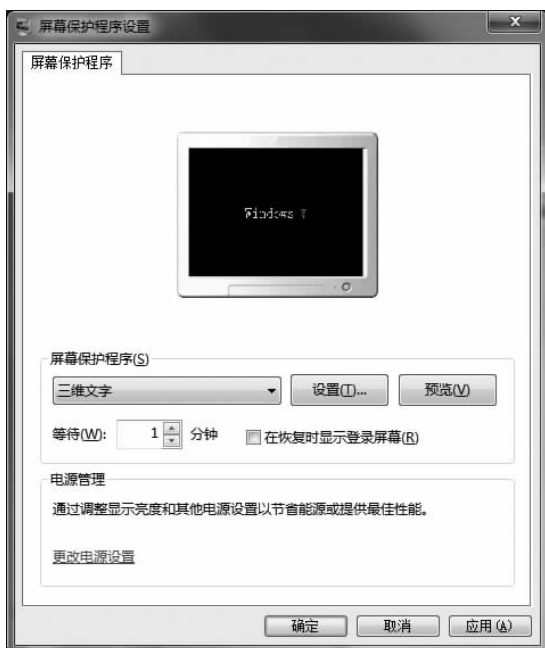 屏幕保护程序设置
屏幕保护程序
Windows 7
屏幕保护程序(S)
三维文字
设置(T)...
预览(V)
等待(W): 1 分钟 在恢复时显示登录屏幕(R)
电源管理
通过调整显示亮度和其他电源设置以节省能源或提供最佳性能。
更改电源设置
确定 取消 应用(A)